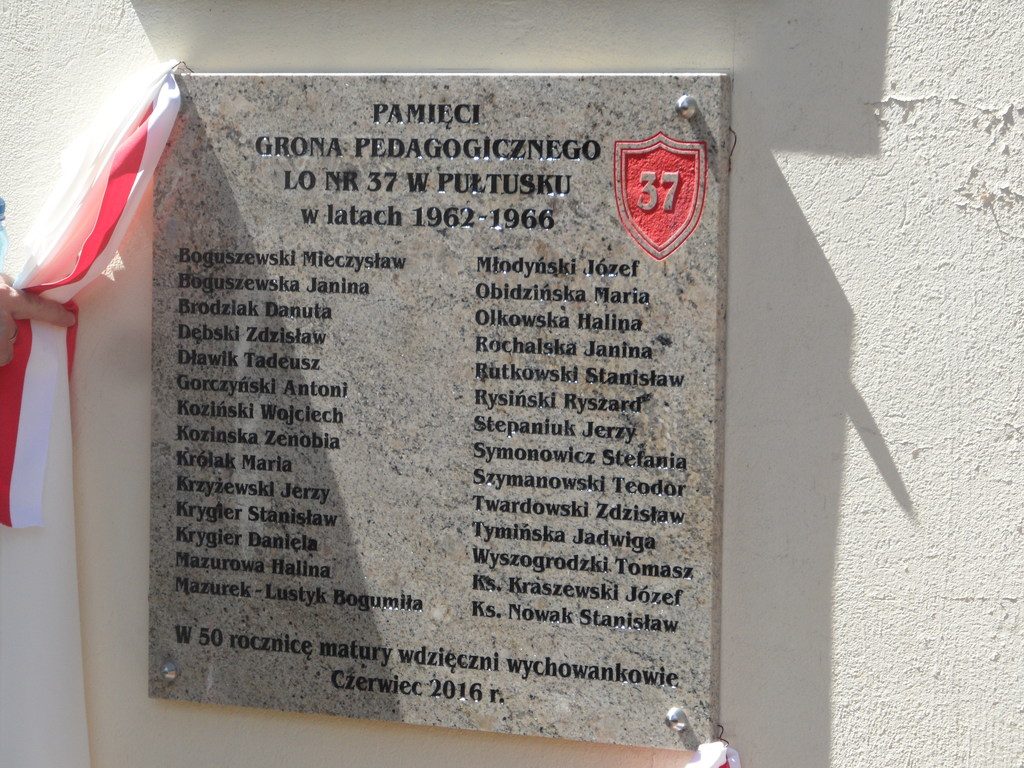 PAMIĘCI
GRONA PEDAGOGICZNEGO
LO NR 37 W PUŁTUSKU
w latach 1962-1966
37
Boguszewski Mieczysław
Boguszewska Janina
Brodziak Danuta
Dębski Zdzisław
Dławik Tadeusz
Gorczyński Antoni
Koziński Wojciech
Kozinska Zenobia
Królak Maria
Krzyżewski Jerzy
Krygier Stanisław
Krygier Daniela
Mazurowa Halina
Mazurek-Lustyk Bogumiła
Młodyński Józef
Obidzińska Maria
Olkowska Halina
Rochalska Janina
Rutkowski Stanisław
Rysiński Ryszard
Stepaniuk Jerzy
Symonowicz Stefania
Szymanowski Teodor
Twardowski Zdzisław
Tymińska Jadwiga
Wyszogrodzki Tomasz
Ks. Kraszewski Józef
Ks. Nowak Stanisław
W 50 rocznicę matury wdzięczni wychowankowie
Czerwiec 2016 r.